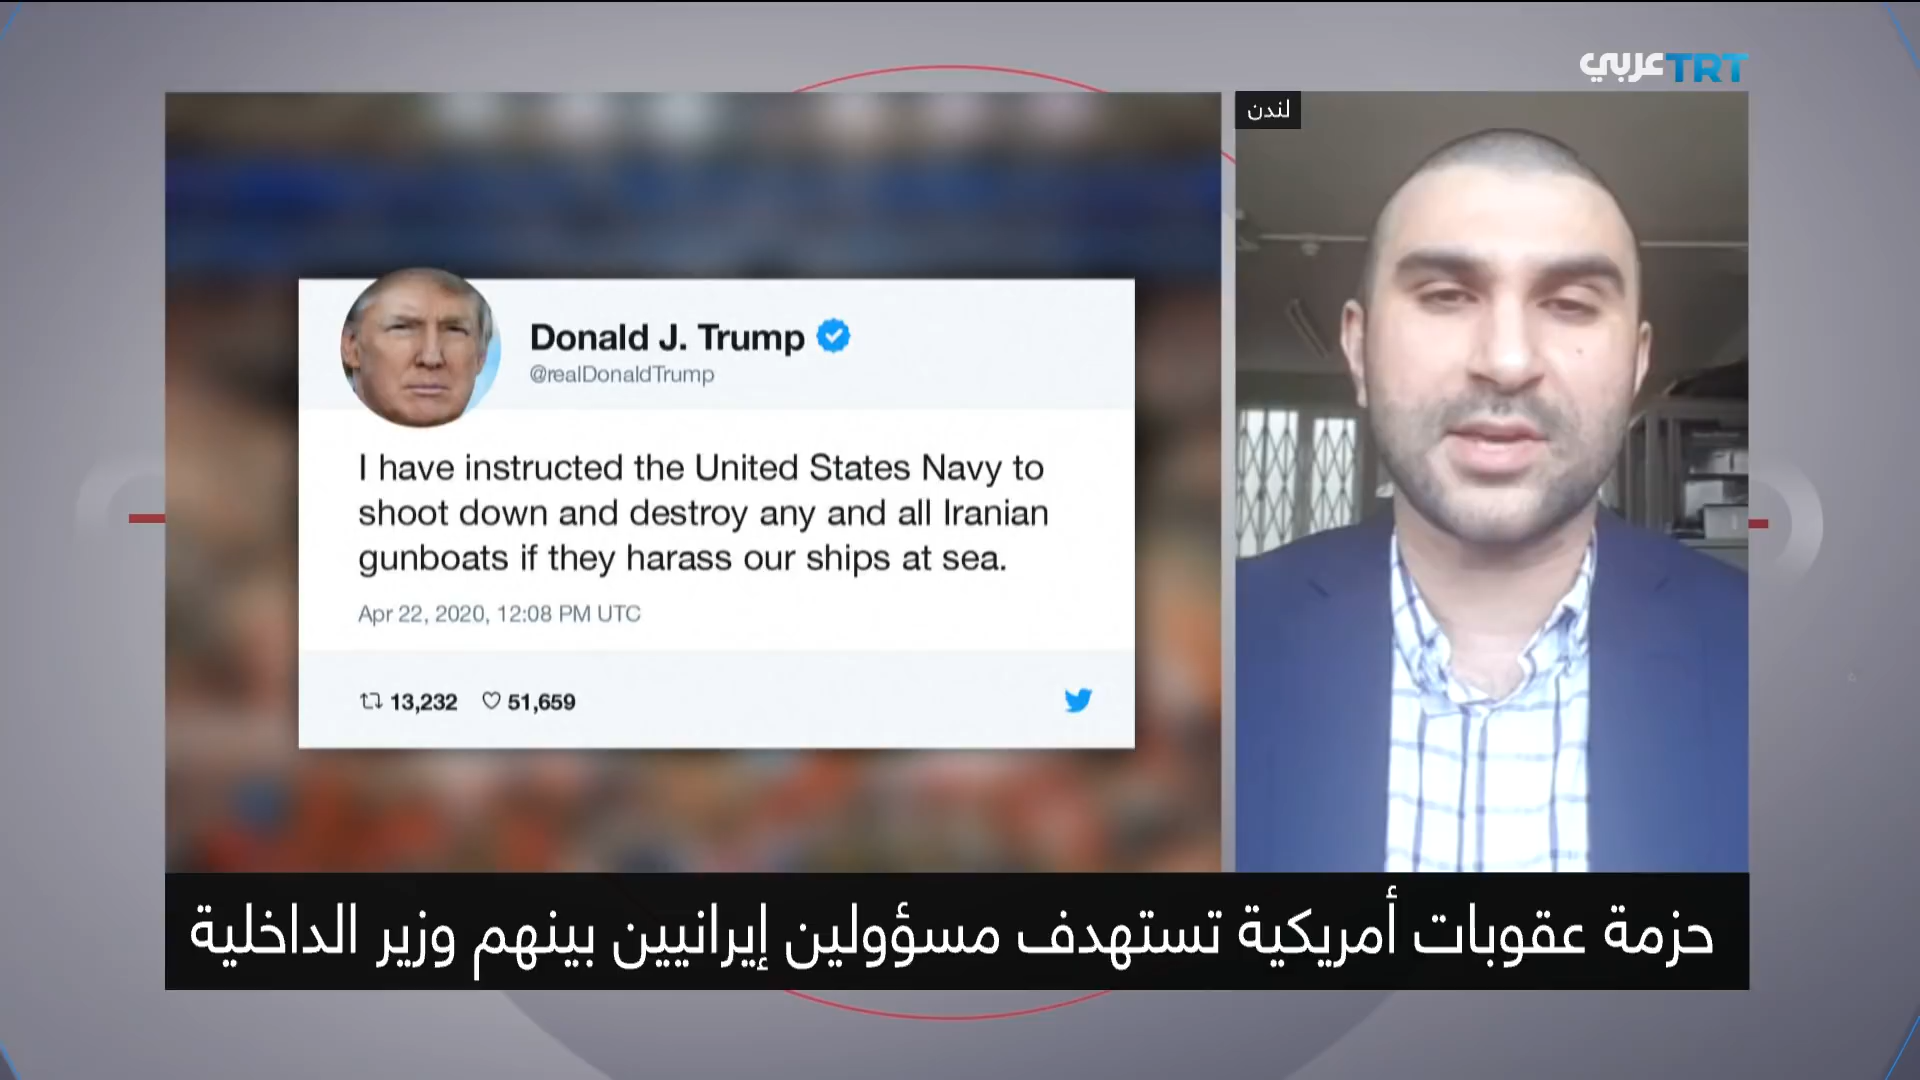 TRT عربي
لندن
Donald J. Trump
@realDonaldTrump
I have instructed the United States Navy to
shoot down and destroy any and all Iranian
gunboats if they harass our ships at sea.
Apr 22, 2020, 12:08 PM UTC
13,232 51,659
حزمة عقوبات أمريكية تستهدف مسؤولين إيرانيين بينهم وزير الداخلية